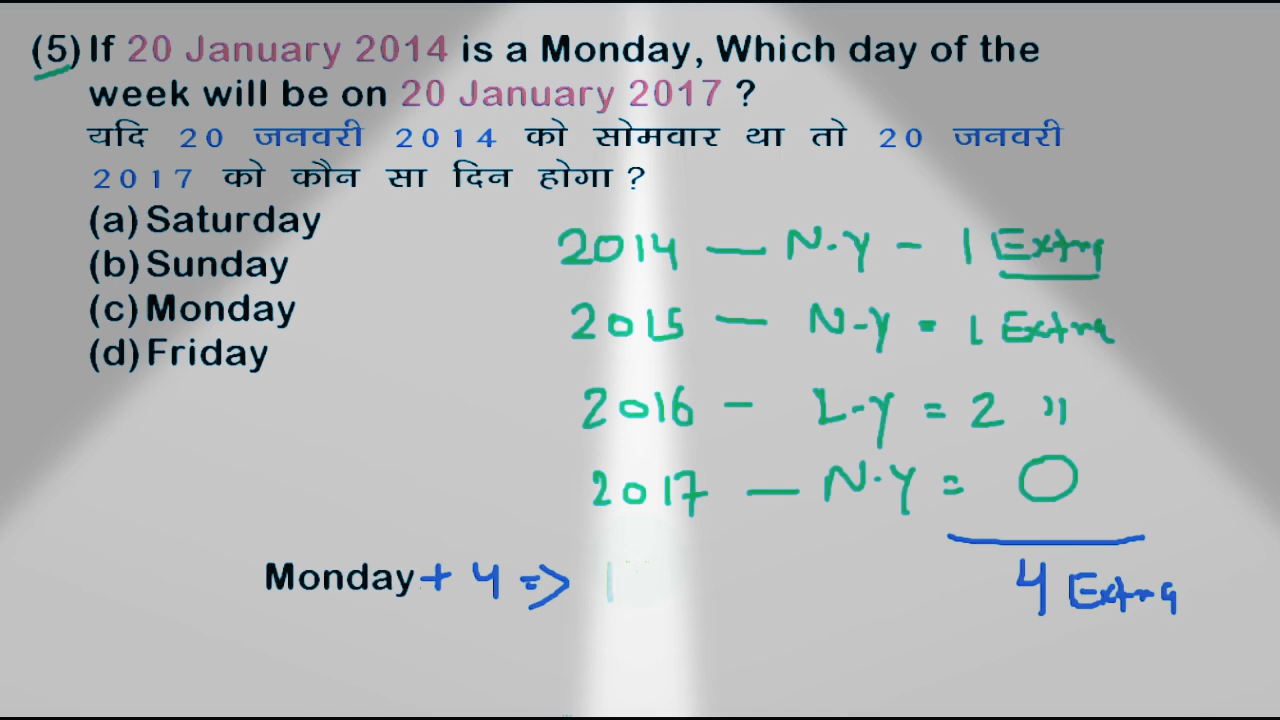 (5) If 20 January 2014 is a Monday, Which day of the
week will be on 20 January 2017 ?
यदि 20 जनवरी 2014 को सोमवार था तो 20 जनवरी
2017 को कौन सा दिन होगा ?
(a) Saturday
(b) Sunday
(c) Monday
(d) Friday
2014 — N.Y — 1 Extra
2015 — N-Y = 1 Extra
2016 - L-Y = 2 "
2017 — N.Y = 0
4 Extra
Monday + 4 =>